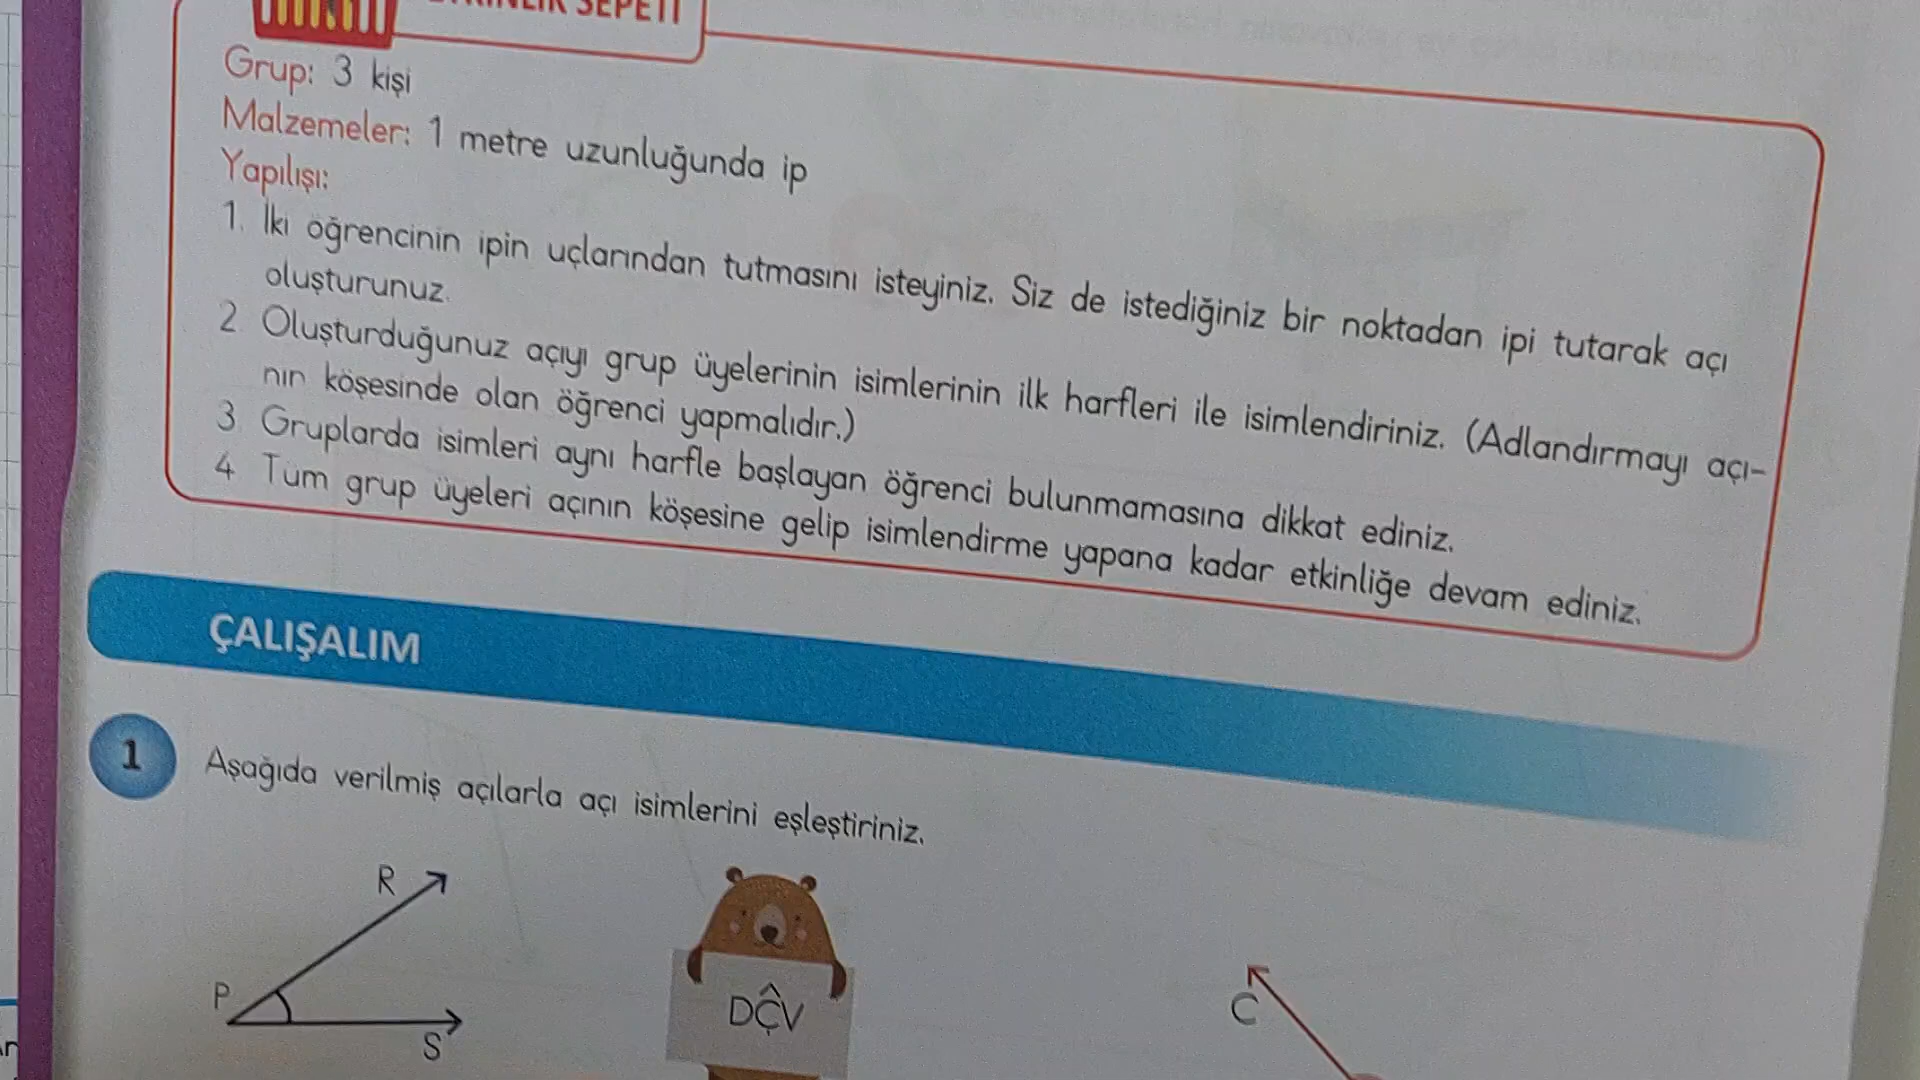 SEPETİ
Grup: 3 kişi
Malzemeler: 1 metre uzunluğunda ip
Yapılışı:
1. İki öğrencinin ipin uçlarından tutmasını isteyiniz. Siz de istediğiniz bir noktadan ipi tutarak açı
oluşturunuz.
2. Oluşturduğunuz açıyı grup üyelerinin isimlerinin ilk harfleri ile isimlendiriniz. (Adlandırmayı açı-
nın köşesinde olan öğrenci yapmalıdır.)
3. Gruplarda isimleri aynı harfle başlayan öğrenci bulunmamasına dikkat ediniz.
4. Tüm grup üyeleri açının köşesine gelip isimlendirme yapana kadar etkinliğe devam ediniz.
ÇALIŞALIM
1 Aşağıda verilmiş açılarla açı isimlerini eşleştiriniz.
R
P
S
DÇ̂V
C